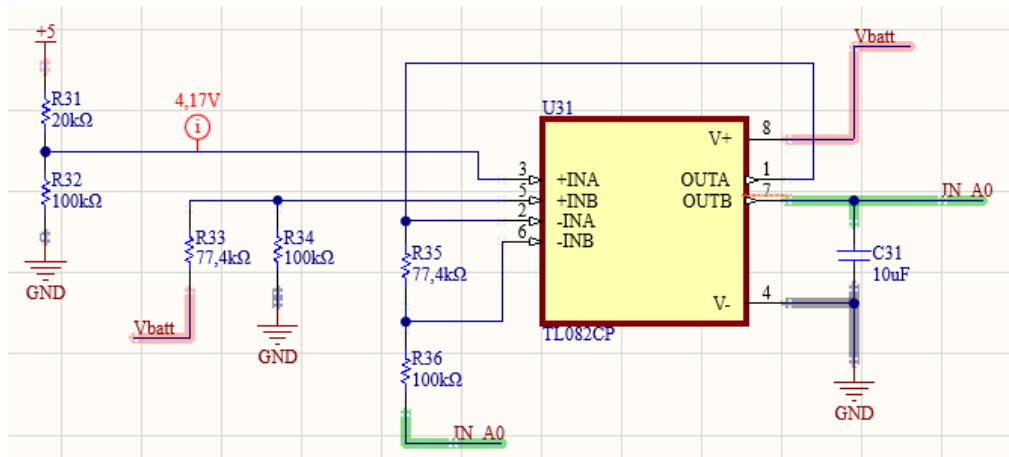 +5
R31
20kΩ
R32
100kΩ
GND
4,17V
i
R33
77,4kΩ
Vbatt
R34
100kΩ
GND
R35
77,4kΩ
R36
100kΩ
IN_A0
U31
3 +INA
5 +INB
2 -INA
6 -INB
V+ 8
OUTA 1
OUTB 7
V- 4
TL082CP
Vbatt
IN_A0
C31
10uF
GND